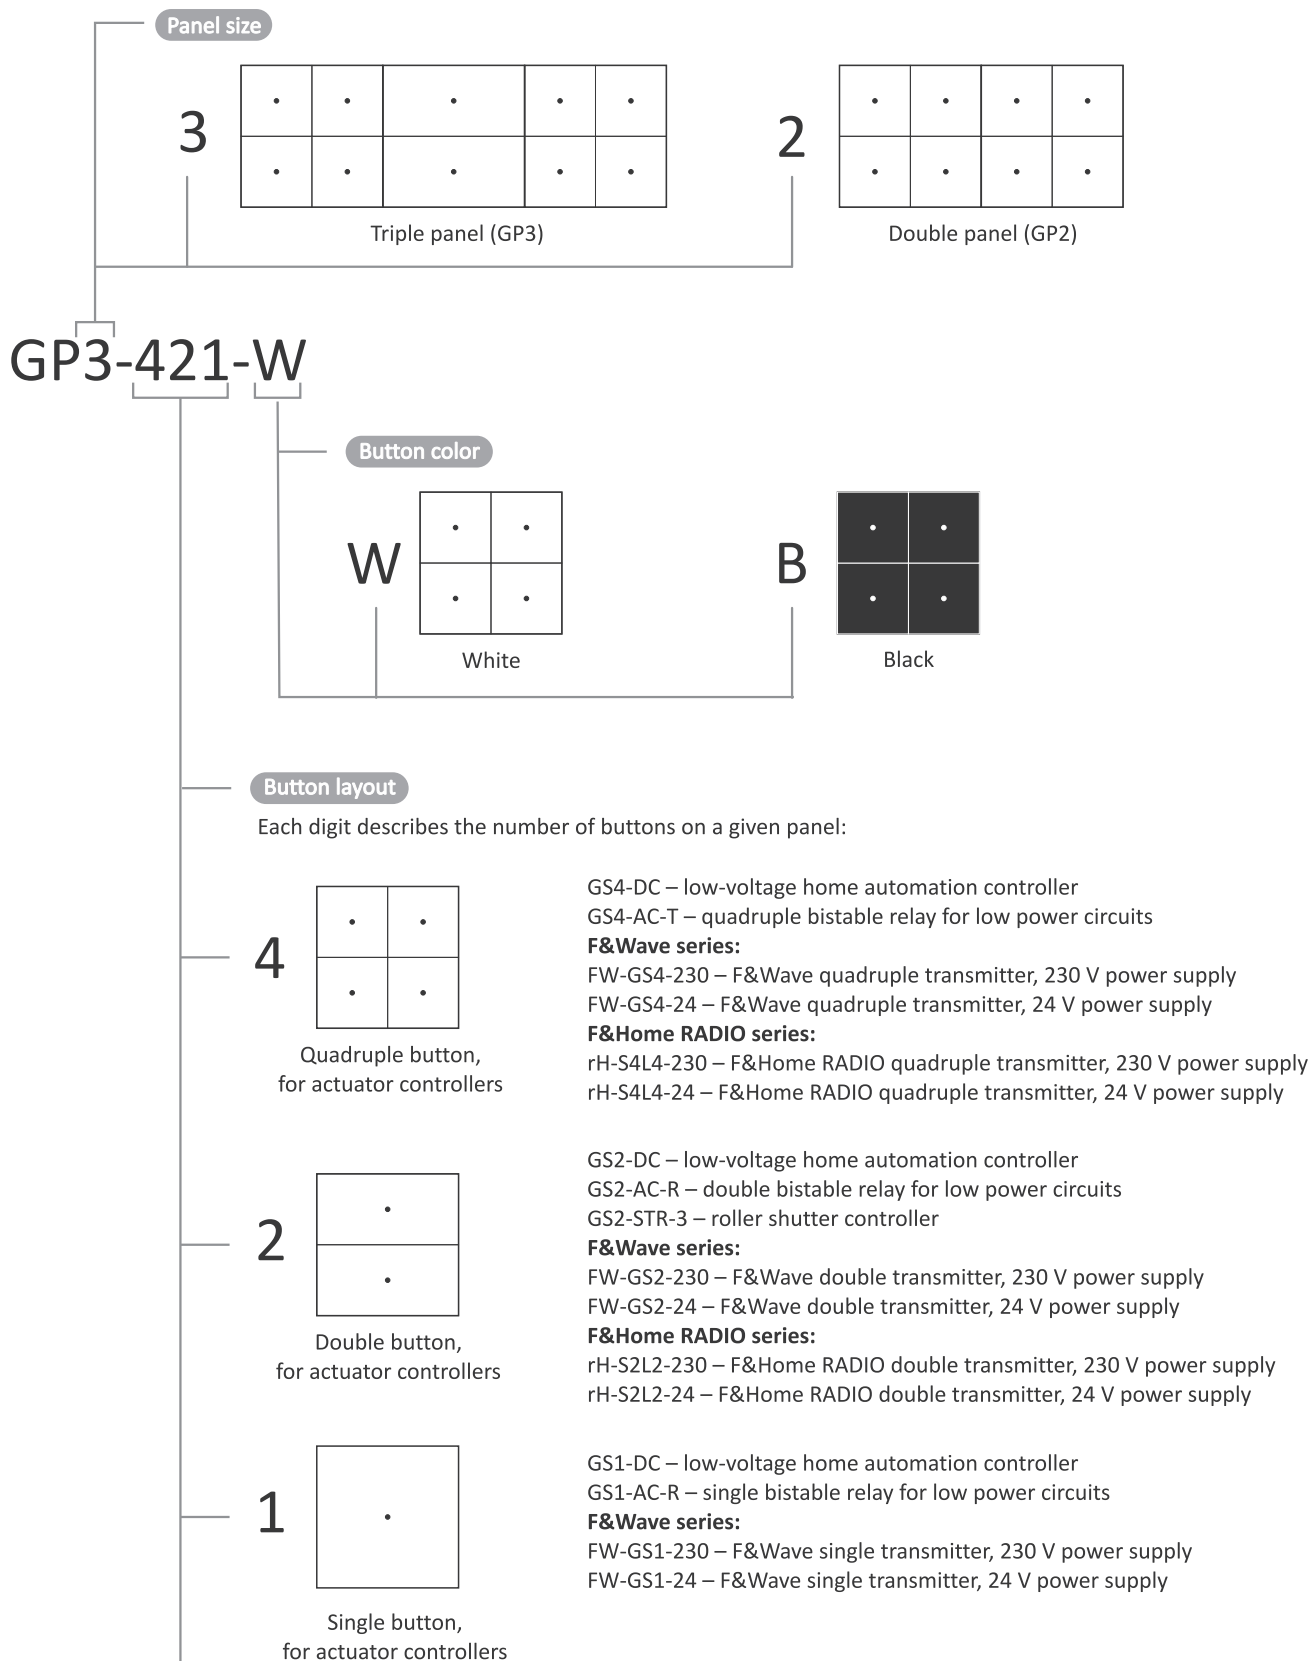 Panel size
3
2
Triple panel (GP3)
Double panel (GP2)
GP3-421-W
Button color
W
B
White
Black
Button layout
Each digit describes the number of buttons on a given panel:
4
Quadruple button,
for actuator controllers
GS4-DC – low-voltage home automation controller
GS4-AC-T – quadruple bistable relay for low power circuits
F&Wave series:
FW-GS4-230 – F&Wave quadruple transmitter, 230 V power supply
FW-GS4-24 – F&Wave quadruple transmitter, 24 V power supply
F&Home RADIO series:
rH-S4L4-230 – F&Home RADIO quadruple transmitter, 230 V power supply
rH-S4L4-24 – F&Home RADIO quadruple transmitter, 24 V power supply
2
Double button,
for actuator controllers
GS2-DC – low-voltage home automation controller
GS2-AC-R – double bistable relay for low power circuits
GS2-STR-3 – roller shutter controller
F&Wave series:
FW-GS2-230 – F&Wave double transmitter, 230 V power supply
FW-GS2-24 – F&Wave double transmitter, 24 V power supply
F&Home RADIO series:
rH-S2L2-230 – F&Home RADIO double transmitter, 230 V power supply
rH-S2L2-24 – F&Home RADIO double transmitter, 24 V power supply
1
Single button,
for actuator controllers
GS1-DC – low-voltage home automation controller
GS1-AC-R – single bistable relay for low power circuits
F&Wave series:
FW-GS1-230 – F&Wave single transmitter, 230 V power supply
FW-GS1-24 – F&Wave single transmitter, 24 V power supply